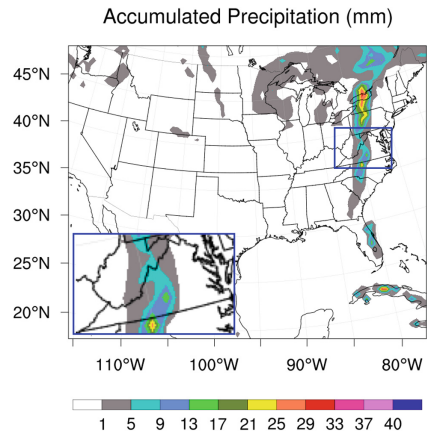 Accumulated Precipitation (mm)
45°N
40°N
35°N
30°N
25°N
20°N
110°W 100°W 90°W 80°W
1 5 9 13 17 21 25 29 33 37 40